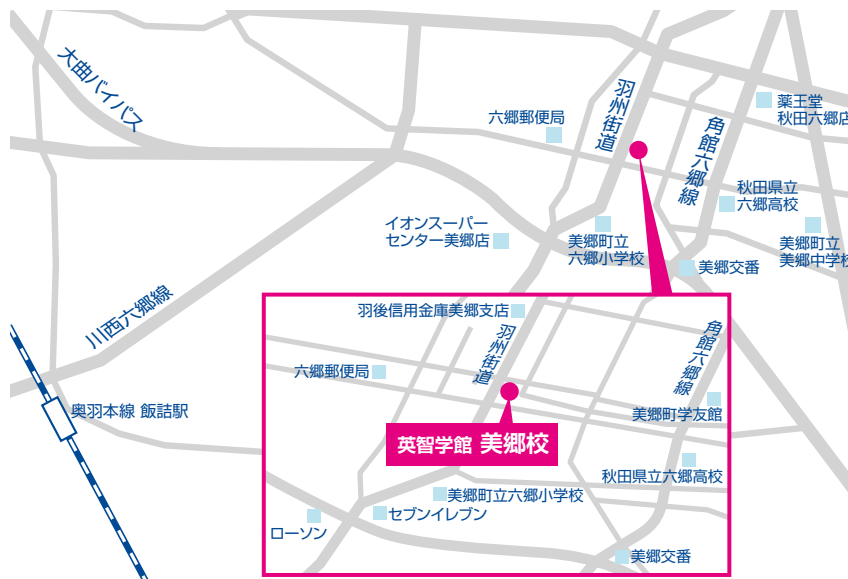 大曲バイパス
羽州街道
六郷郵便局
薬王堂
秋田六郷店
角館六郷線
秋田県立
六郷高校
イオンスーパー
センター美郷店
美郷町立
六郷小学校
美郷町立
美郷中学校
美郷交番
川西六郷線
奥羽本線 飯詰駅
羽後信用金庫美郷支店
羽州街道
角館六郷線
六郷郵便局
美郷町学友館
英智学館 美郷校
秋田県立六郷高校
美郷町立六郷小学校
セブンイレブン
ローソン
美郷交番